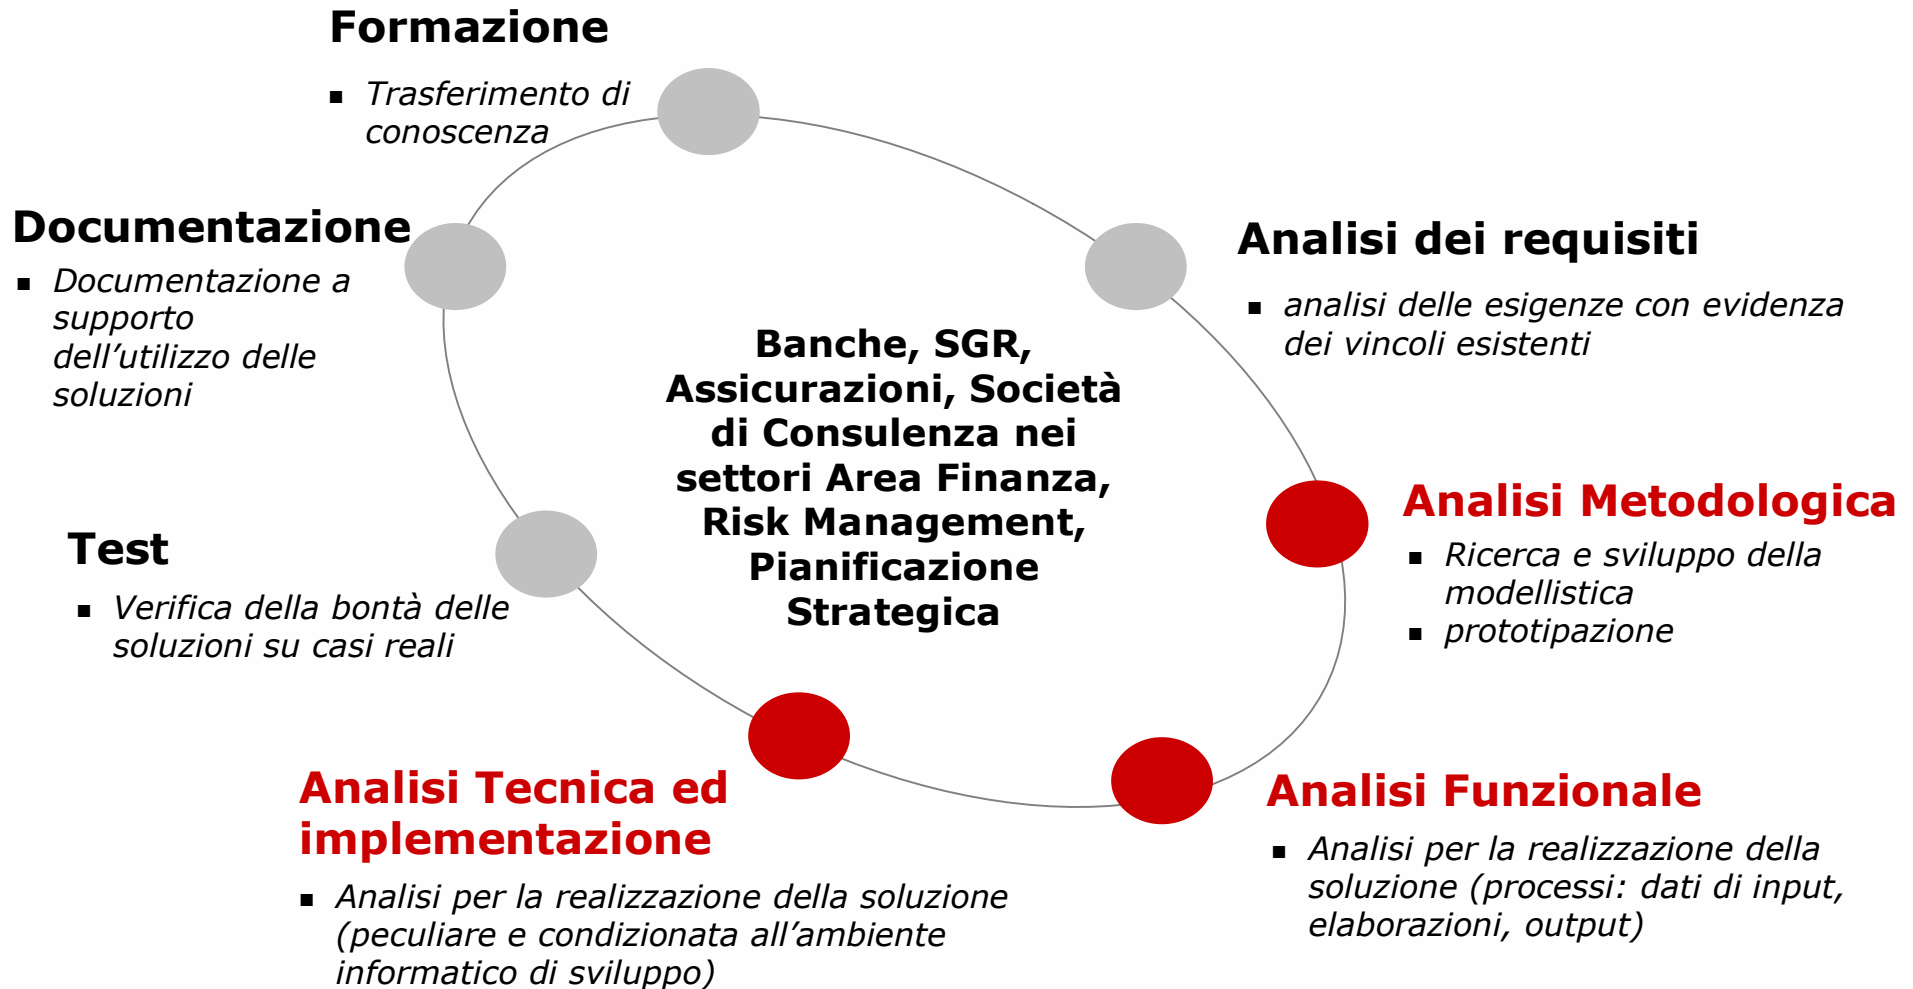 Formazione
▪ Trasferimento di
conoscenza
Documentazione
▪ Documentazione a
supporto
dell’utilizzo delle
soluzioni
Analisi dei requisiti
▪ analisi delle esigenze con evidenza
dei vincoli esistenti
Banche, SGR,
Assicurazioni, Società
di Consulenza nei
settori Area Finanza,
Risk Management,
Pianificazione
Strategica
Analisi Metodologica
▪ Ricerca e sviluppo della
modellistica
▪ prototipazione
Test
▪ Verifica della bontà delle
soluzioni su casi reali
Analisi Tecnica ed
implementazione
▪ Analisi per la realizzazione della soluzione
(peculiare e condizionata all’ambiente
informatico di sviluppo)
Analisi Funzionale
▪ Analisi per la realizzazione della
soluzione (processi: dati di input,
elaborazioni, output)